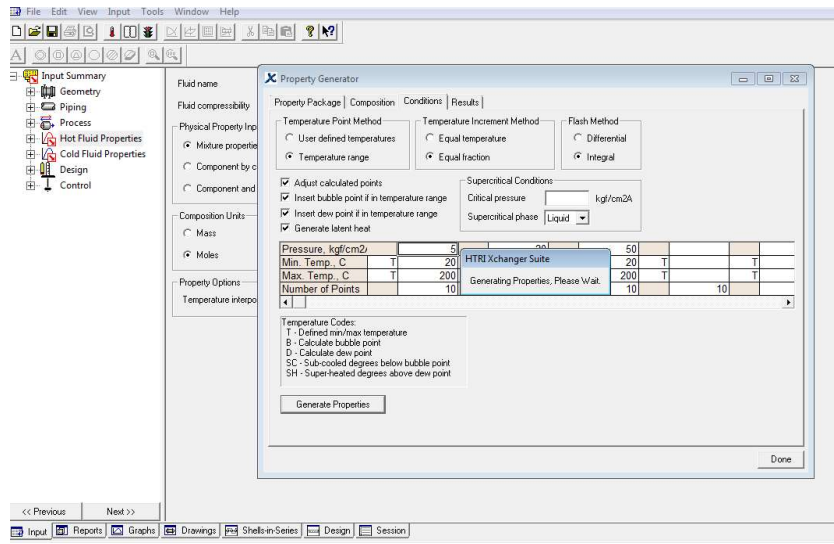 File Edit View Input Tools Window Help
Input Summary
Geometry
Piping
Process
Hot Fluid Properties
Cold Fluid Properties
Design
Control
<< Previous Next >>
Fluid name
Fluid compressibility
Physical Property Inp
Mixture propertie
Component by c
Component and
Composition Units
Mass
Moles
Property Options
Temperature interpo
Property Generator
Property Package Composition Conditions Results
Temperature Point Method
User defined temperatures
Temperature range
Temperature Increment Method
Equal temperature
Equal fraction
Flash Method
Differential
Integral
Adjust calculated points
Insert bubble point if in temperature range
Insert dew point if in temperature range
Generate latent heat
Supercritical Conditions
Critical pressure kgf/cm2A
Supercritical phase Liquid
Pressure, kgf/cm2/ 5 20 50
Min. Temp., C T 20 20 T T
Max. Temp., C T 200 200 T T
Number of Points 10 10 10
HTRI Xchanger Suite
Generating Properties, Please Wait.
Temperature Codes:
T - Defined min/max temperature
B - Calculate bubble point
D - Calculate dew point
SC - Sub-cooled degrees below bubble point
SH - Super-heated degrees above dew point
Generate Properties
Done
Input Reports Graphs Drawings Shells-in-Series Design Session